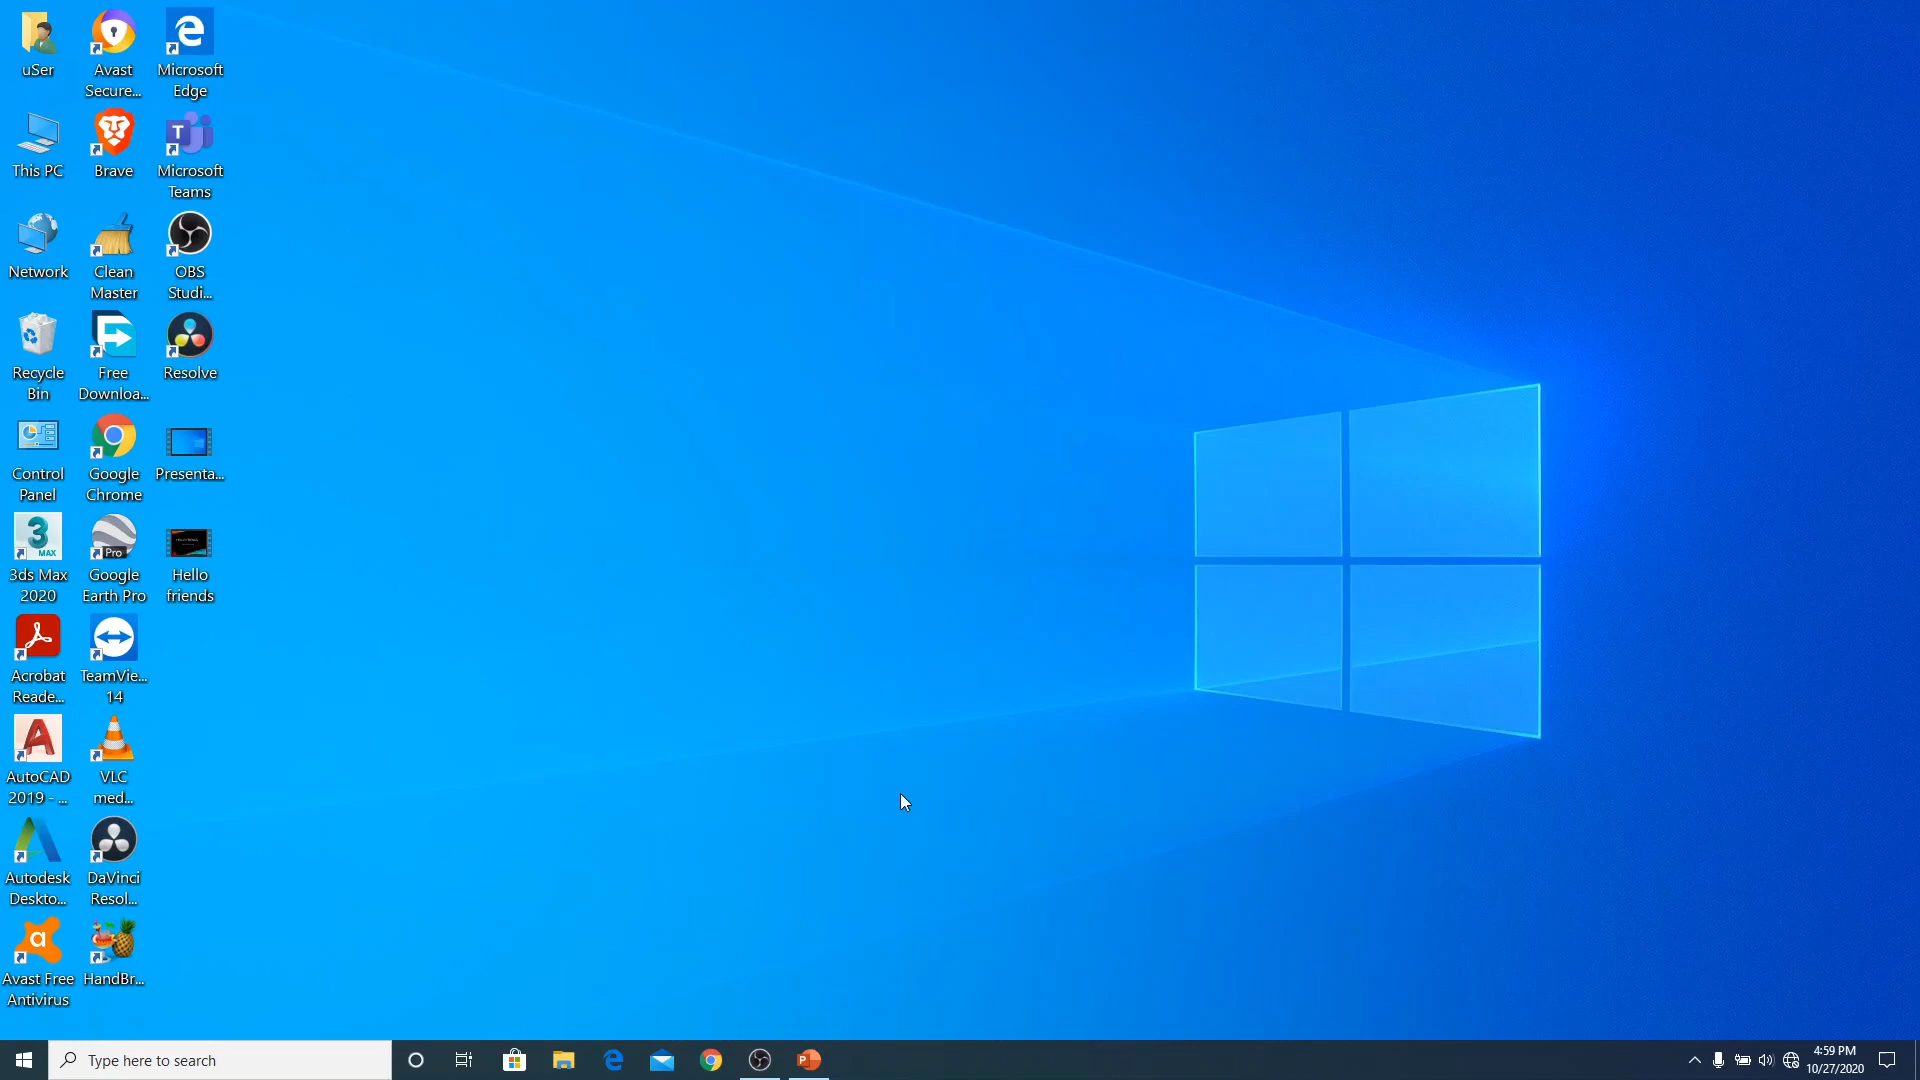 uSer
Avast
Secure...
Microsoft
Edge
This PC
Brave
T
Microsoft
Teams
Network
Clean
Master
OBS
Studi...
Recycle
Bin
Free
Downloa...
Resolve
Control
Panel
Google
Chrome
Presenta...
3
MAX
3ds Max
2020
Pro
Google
Earth Pro
Hello
friends
Acrobat
Reade...
TeamVie...
14
A
AutoCAD
2019 - ...
VLC
med...
Autodesk
Deskto...
DaVinci
Resol...
a
Avast Free
Antivirus
HandBr...
Type here to search
P
4:59 PM
10/27/2020